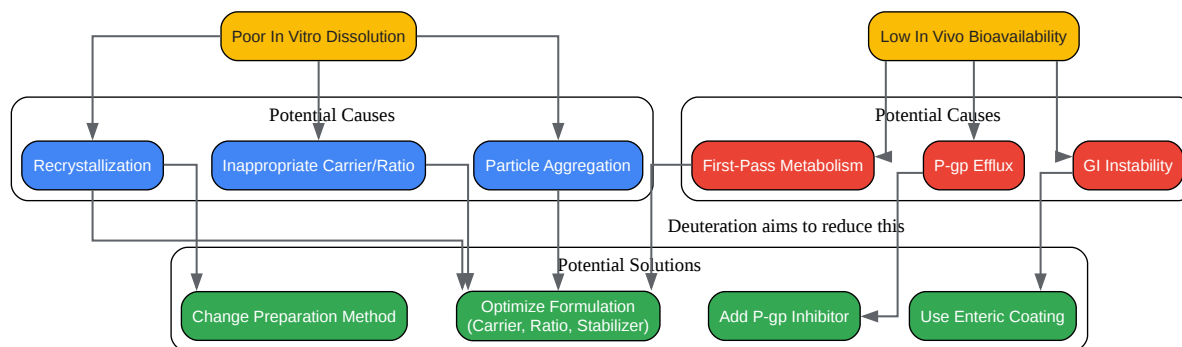 Poor In Vitro Dissolution
Low In Vivo Bioavailability
Potential Causes
Potential Causes
Recrystallization
Inappropriate Carrier/Ratio
Particle Aggregation
First-Pass Metabolism
P-gp Efflux
GI Instability
Deuteration aims to reduce this
Potential Solutions
Change Preparation Method
Optimize Formulation
(Carrier, Ratio, Stabilizer)
Add P-gp Inhibitor
Use Enteric Coating